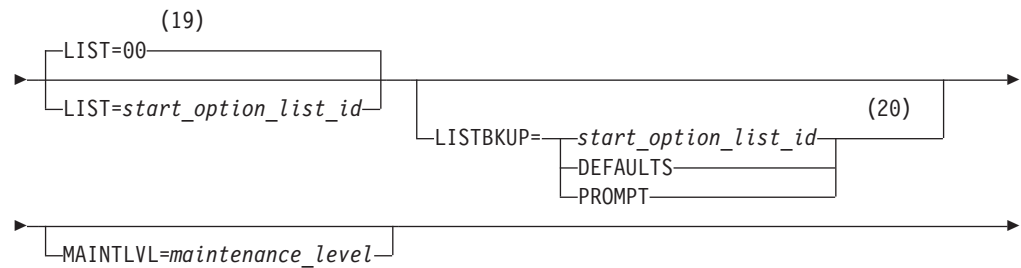 (19)
LIST=00
LIST=start_option_list_id
(20)
LISTBKUP=start_option_list_id
DEFAULTS
PROMPT
MAINTLVL=maintenance_level